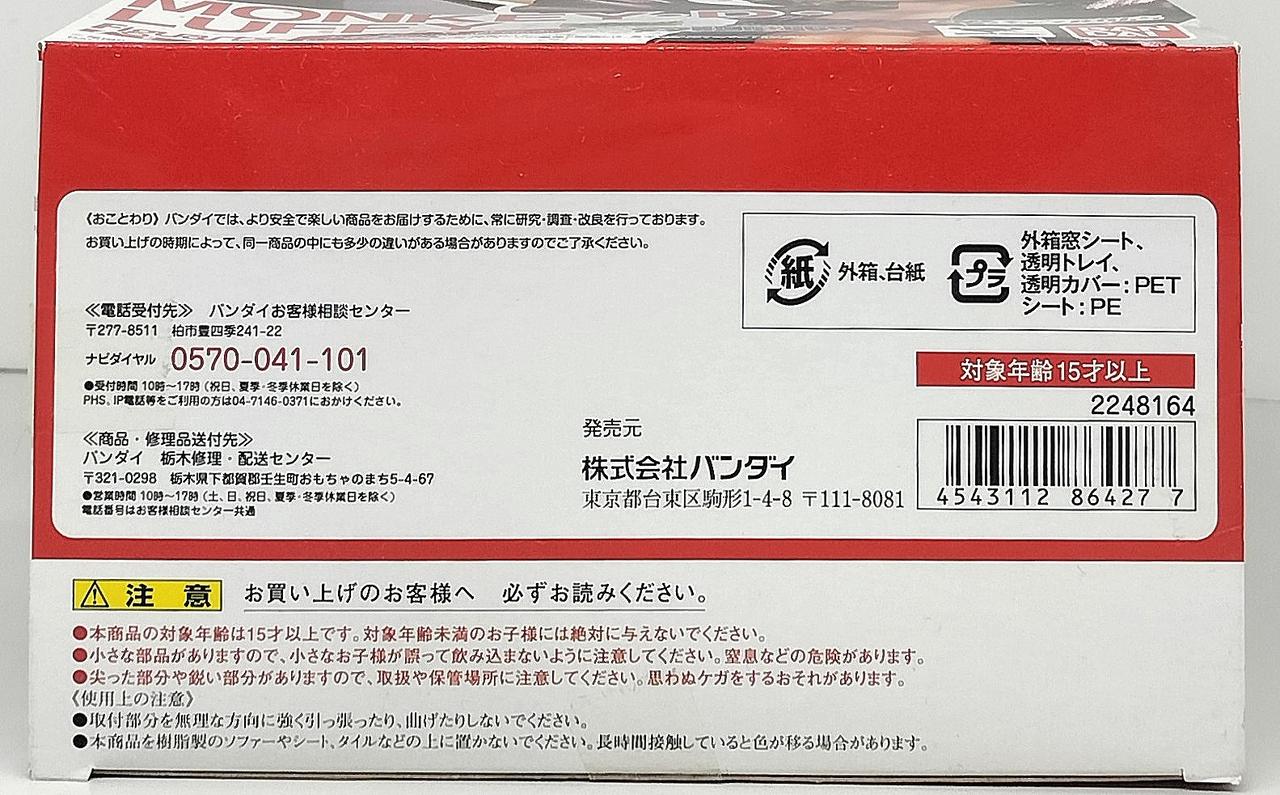 《おことわり》バンダイでは、より安全で楽しい商品をお届けするために、常に研究・調査・改良を行っております。
お買い上げの時期によって、同一商品の中にも多少の違いがある場合がありますのでご了承ください。
紙 外箱、台紙
プラ
外箱窓シート、
透明トレイ、
透明カバー：PET
シート：PE
≪電話受付先≫ バンダイお客様相談センター
〒277-8511 柏市豊四季241-22
ナビダイヤル 0570-041-101
●受付時間 10時〜17時（祝日、夏季・冬季休業日を除く）
PHS、IP電話等をご利用の方は04-7146-0371におかけください。
≪商品・修理品送付先≫
バンダイ 栃木修理・配送センター
〒321-0298 栃木県下都賀郡壬生町おもちゃのまち5-4-67
●営業時間 10時〜17時（土、日、祝日、夏季・冬季休業日を除く）
電話番号はお客様相談センター共通
発売元
株式会社バンダイ
東京都台東区駒形1-4-8 〒111-8081
対象年齢15才以上
2248164
4543112 86427 7
注意 お買い上げのお客様へ 必ずお読みください。
●本商品の対象年齢は15才以上です。対象年齢未満のお子様には絶対に与えないでください。
●小さな部品がありますので、小さなお子様が誤って飲み込まないように注意してください。窒息などの危険があります。
●尖った部分や鋭い部分がありますので、取扱や保管場所に注意してください。思わぬケガをするおそれがあります。
《使用上の注意》
●取付部分を無理な方向に強く引っ張ったり、曲げたりしないでください。
●本商品を樹脂製のソファーやシート、タイルなどの上に置かないでください。長時間接触していると色が移る場合があります。